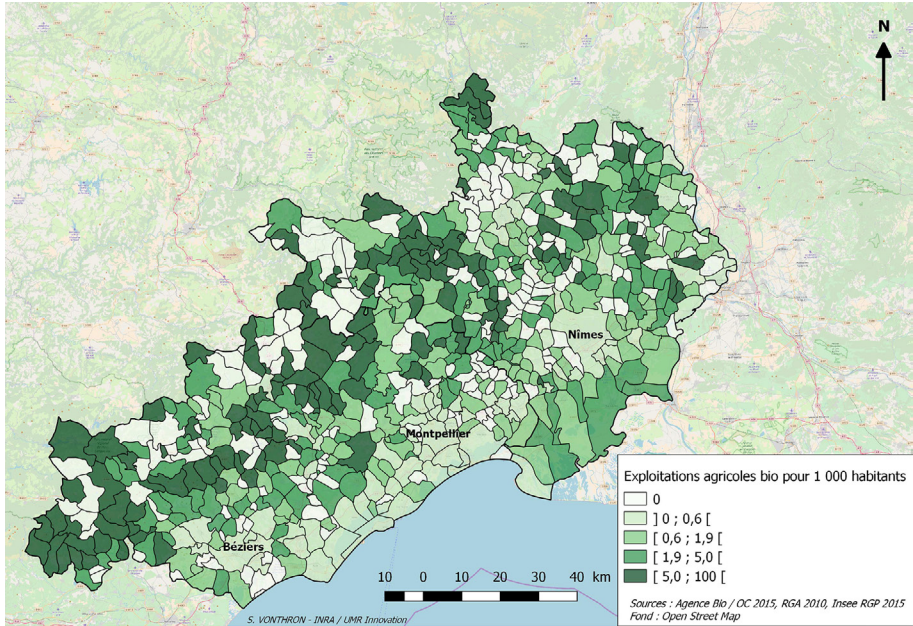 N
Nîmes
Montpellier
Béziers
Exploitations agricoles bio pour 1 000 habitants
0
] 0 ; 0,6 [
[ 0,6 ; 1,9 [
[ 1,9 ; 5,0 [
[ 5,0 ; 100 [
10 0 10 20 30 40 km
Sources : Agence Bio / OC 2015, RGA 2010, Insee RGP 2015
Fond : Open Street Map
S. VONTHRON - INRA / UMR Innovation